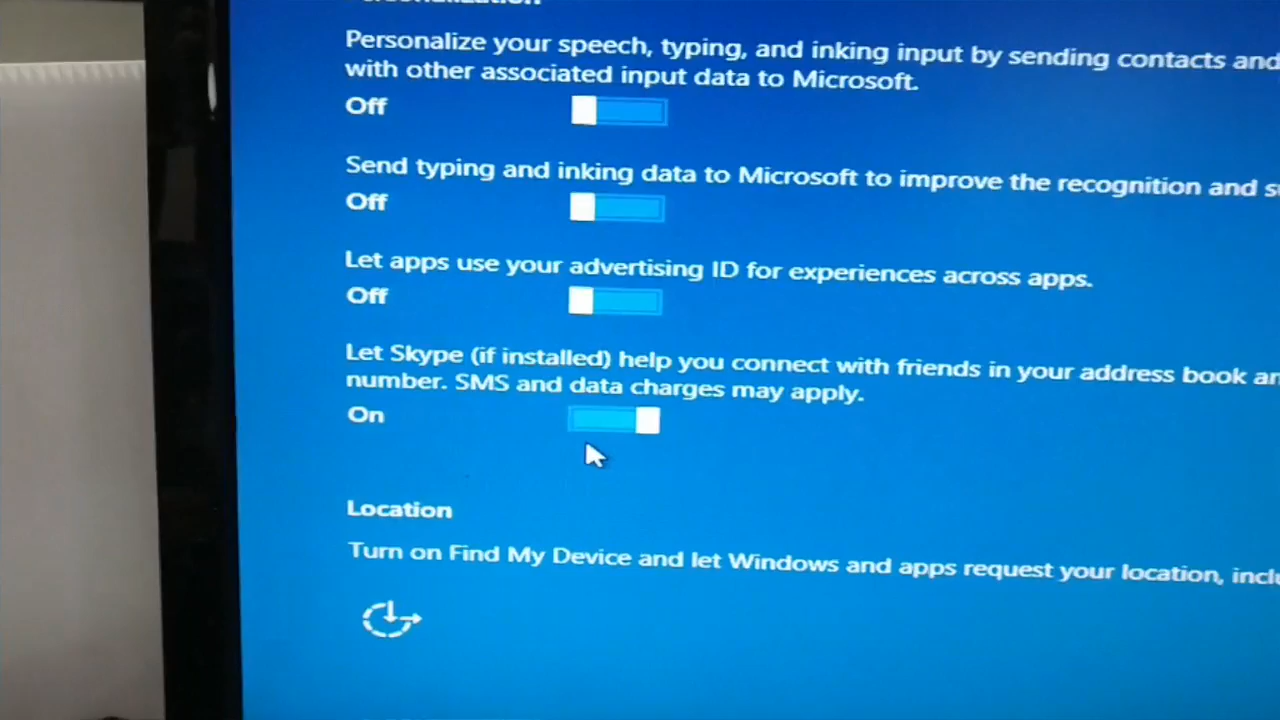 Personalization
Personalize your speech, typing, and inking input by sending contacts and
with other associated input data to Microsoft.
Off
Send typing and inking data to Microsoft to improve the recognition and
Off
Let apps use your advertising ID for experiences across apps.
Off
Let Skype (if installed) help you connect with friends in your address book
number. SMS and data charges may apply.
On
Location
Turn on Find My Device and let Windows and apps request your location,